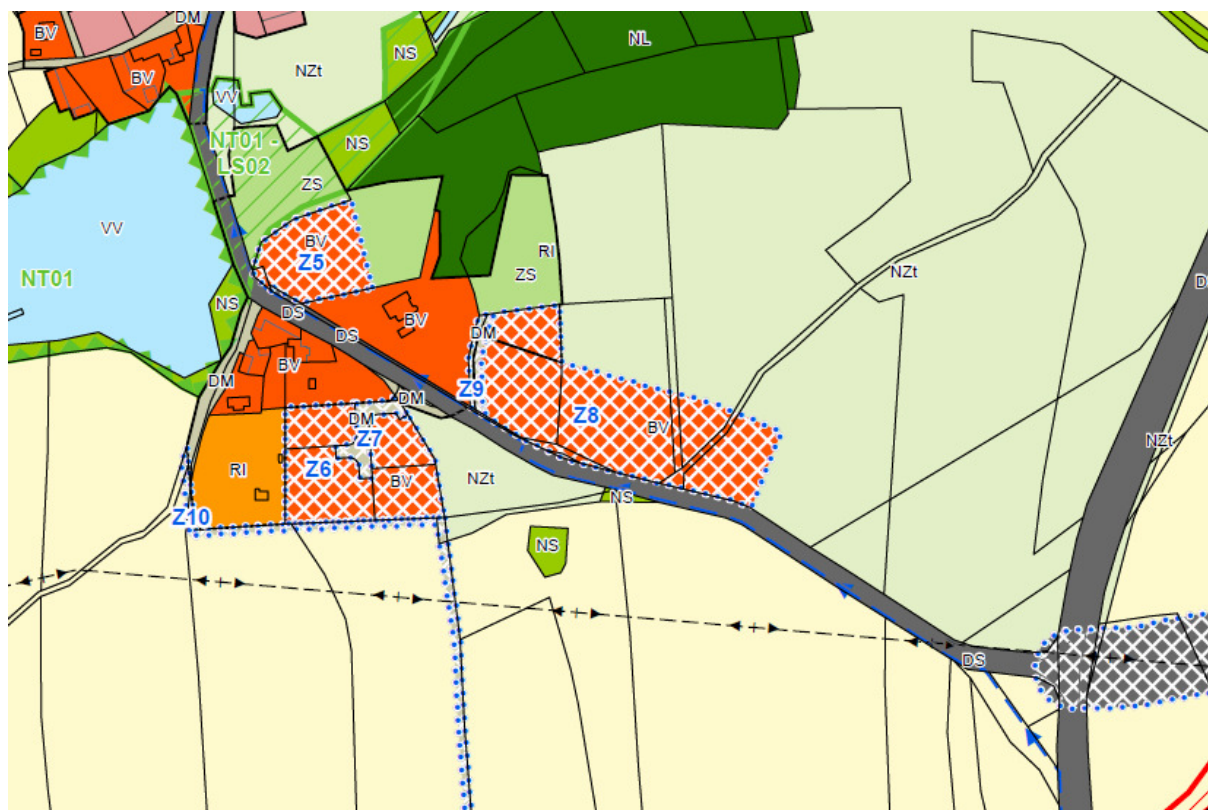 DM
BV
NL
NS
NZt
BV
VV
NT01 -
LS02
NS
ZS
VV
BV
Z5
RI
ZS
NZt
NT01
NS
DS
DS
BV
DM
BV
DM
Z9
DM
DM
Z7
Z8
BV
NZt
RI
Z6
BV
NZt
NS
Z10
NS
DS